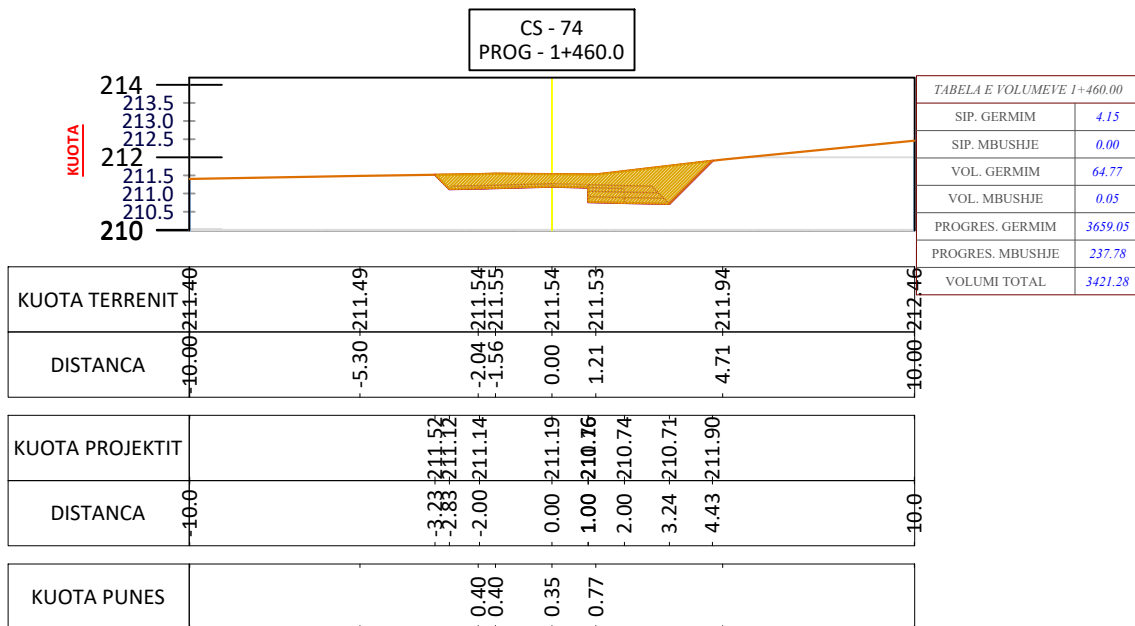 CS - 74
PROG - 1+460.0
KUOTA
214
213.5
213.0
212.5
212
211.5
211.0
210.5
210
TABELA E VOLUMEVE 1+460.00
SIP. GERMIM 4.15
SIP. MBUSHJE 0.00
VOL. GERMIM 64.77
VOL. MBUSHJE 0.05
PROGRES. GERMIM 3659.05
PROGRES. MBUSHJE 237.78
VOLUMI TOTAL 3421.28
KUOTA TERRENIT 211.40 211.49 211.54 211.55 211.54 211.53 211.94 212.46
DISTANCA -10.00 -5.30 -2.04 -1.56 0.00 1.21 4.71 10.00
KUOTA PROJEKTIT 211.52 211.12 211.14 211.19 210.74 210.71 211.90
DISTANCA -10.0 -3.23 -2.83 -2.00 0.00 1.00 2.00 3.24 4.43 10.0
KUOTA PUNES 0.40 0.40 0.35 0.77